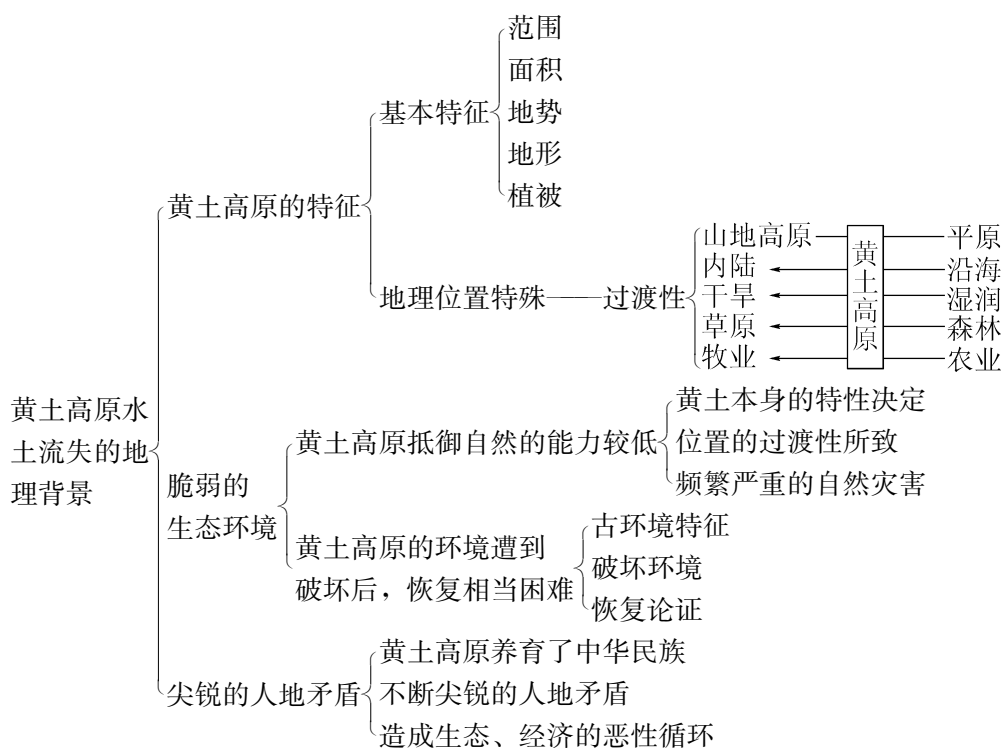 范围
面积
基本特征
地势
地形
植被
黄土高原的特征
山地高原 黄土高原 平原
内陆 沿海
地理位置特殊——过渡性
干旱 湿润
草原 森林
牧业 农业
黄土高原水
土流失的地
理背景
黄土本身的特性决定
黄土高原抵御自然的能力较低
位置的过渡性所致
频繁严重的自然灾害
脆弱的
生态环境
古环境特征
黄土高原的环境遭到
破坏后，恢复相当困难
破坏环境
恢复论证
黄土高原养育了中华民族
尖锐的人地矛盾
不断尖锐的人地矛盾
造成生态、经济的恶性循环